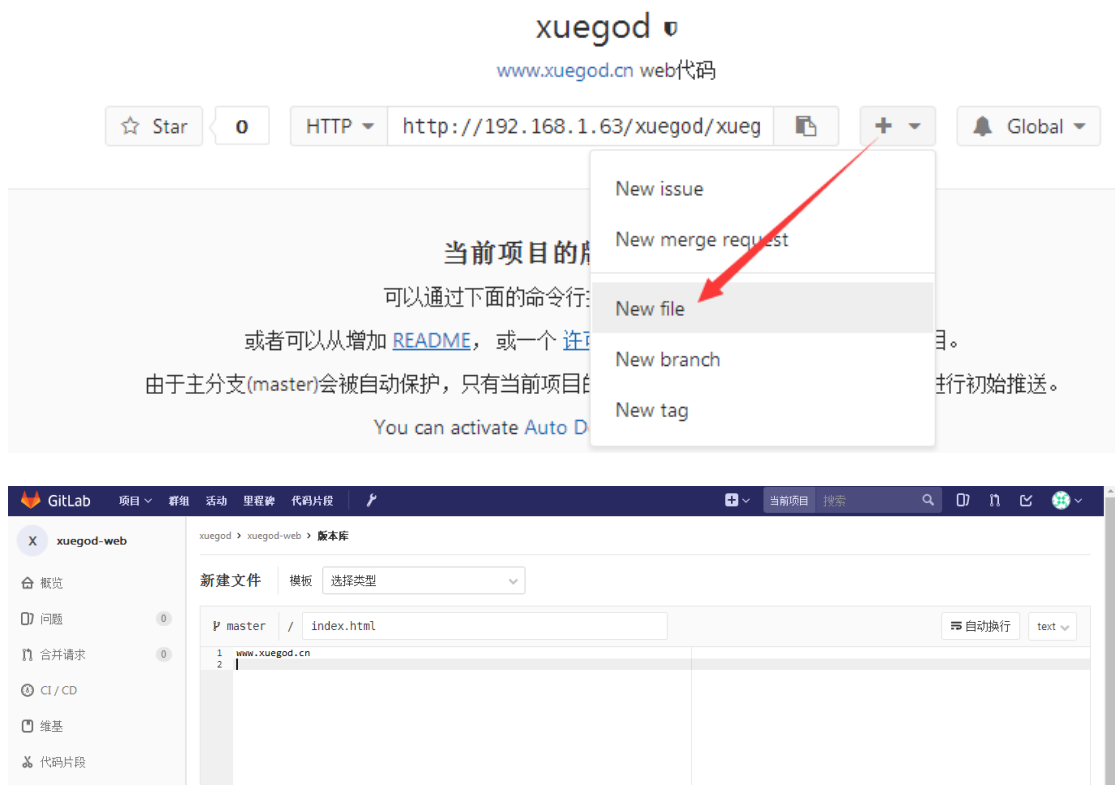 xuegod
www.xuegod.cn web代码
Star 0 HTTP http://192.168.1.63/xuegod/xueg Global
New issue
New merge request
当前项目的
可以通过下面的命令行
New file
或者可以从增加 README， 或一个 许 目。
New branch
由于主分支(master)会被自动保护，只有当前项目的 进行初始推送。
New tag
You can activate Auto D
GitLab 项目 群组 活动 里程碑 代码片段 当前项目 搜索
X xuegod-web
xuegod › xuegod-web › 版本库
概览
新建文件 模板 选择类型
问题 0
master / index.html 自动换行 text
合并请求 0
1 www.xuegod.cn
2
CI / CD
维基
代码片段